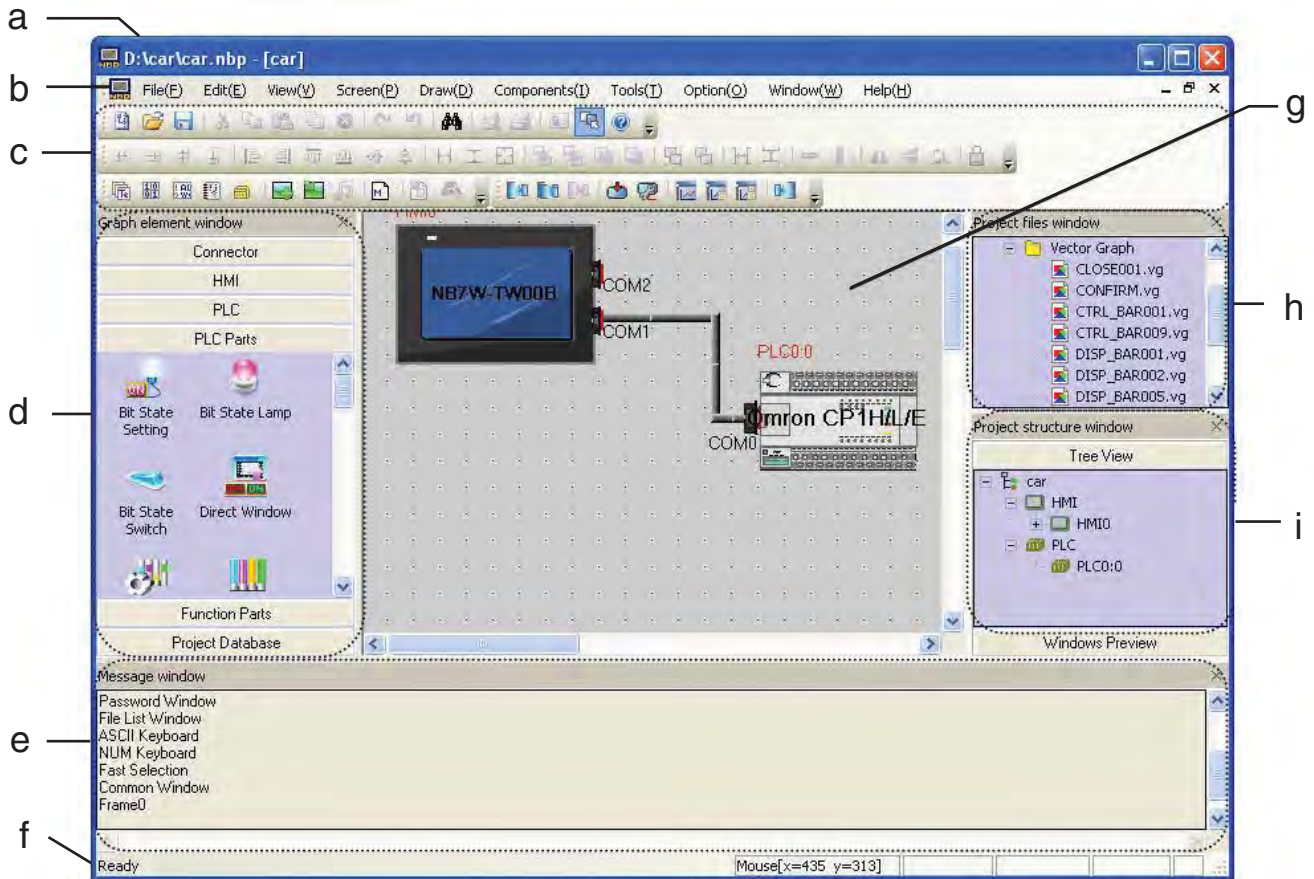 a
D:\car\car.nbp - [car]
b
File(F) Edit(E) View(V) Screen(P) Draw(D) Components(I) Tools(T) Option(O) Window(W) Help(H)
g
c
Graph element window
Connector
HMI
PLC
PLC Parts
Bit State Setting
Bit State Lamp
Bit State Switch
Direct Window
Function Parts
Project Database
d
HMI0
NB7W-TW00B
COM2
COM1
PLC0:0
Omron CP1H/L/E
COM0
Project files window
Vector Graph
CLOSE001.vg
CONFIRM.vg
CTRL_BAR001.vg
CTRL_BAR009.vg
DISP_BAR001.vg
DISP_BAR002.vg
DISP_BAR005.vg
h
Project structure window
Tree View
car
HMI
HMI0
PLC
PLC0:0
Windows Preview
i
Message window
Password Window
File List Window
ASCII Keyboard
NUM Keyboard
Fast Selection
Common Window
Frame0
e
f
Ready
Mouse[x=435 y=313]